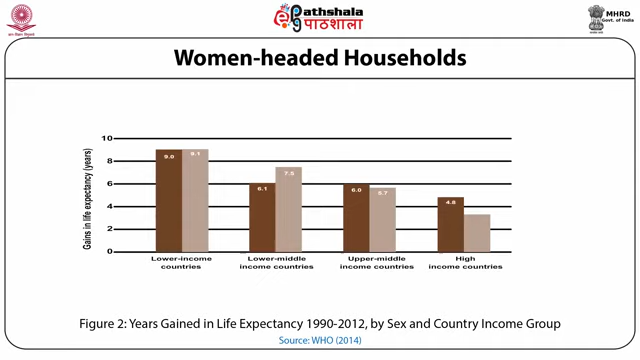 ePathshala
पाठशाला
MHRD
Govt. of India
Women-headed Households
Gains in life expectancy (years)
10
8
6
4
2
0
9.0
9.1
6.1
7.5
6.0
5.7
4.8
Lower-income
countries
Lower-middle
income countries
Upper-middle
income countries
High
income countries
Figure 2: Years Gained in Life Expectancy 1990-2012, by Sex and Country Income Group
Source: WHO (2014)